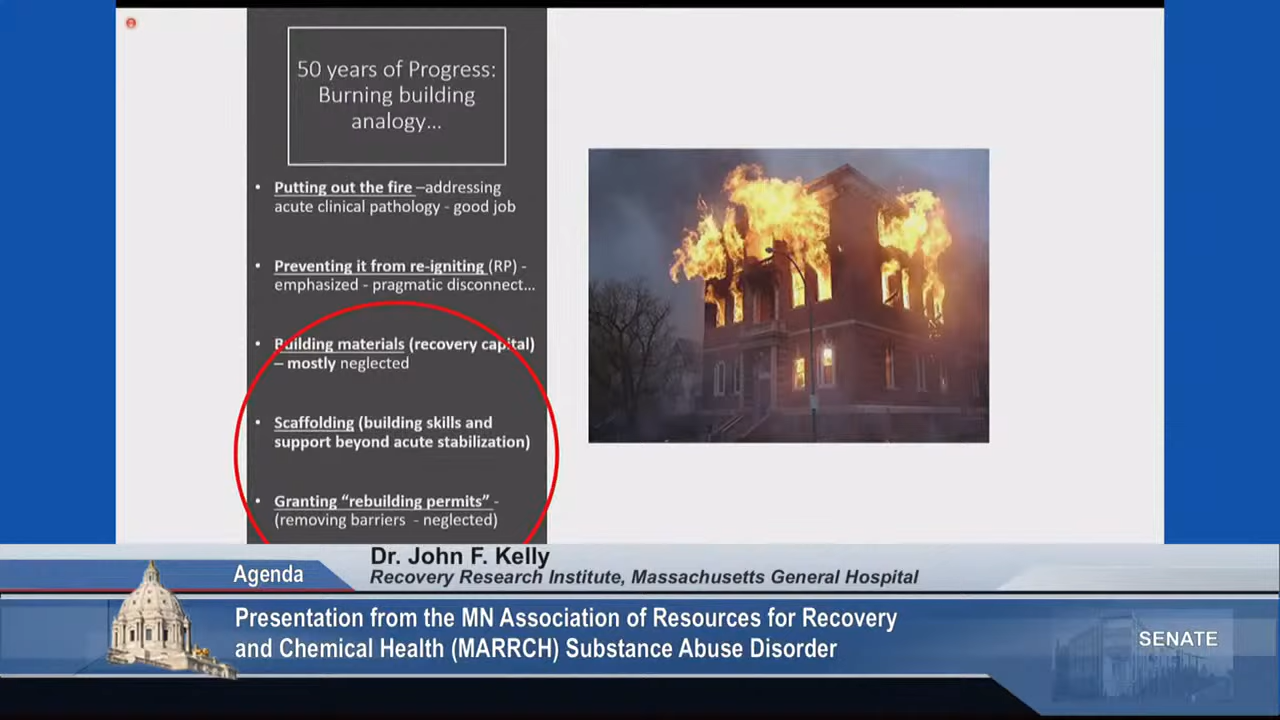 50 years of Progress:
Burning building
analogy...
• Putting out the fire –addressing
acute clinical pathology - good job
• Preventing it from re-igniting (RP) -
emphasized - pragmatic disconnect...
• Building materials (recovery capital)
– mostly neglected
• Scaffolding (building skills and
support beyond acute stabilization)
• Granting “rebuilding permits” -
(removing barriers - neglected)
Dr. John F. Kelly
Agenda
Recovery Research Institute, Massachusetts General Hospital
Presentation from the MN Association of Resources for Recovery
and Chemical Health (MARRCH) Substance Abuse Disorder
SENATE